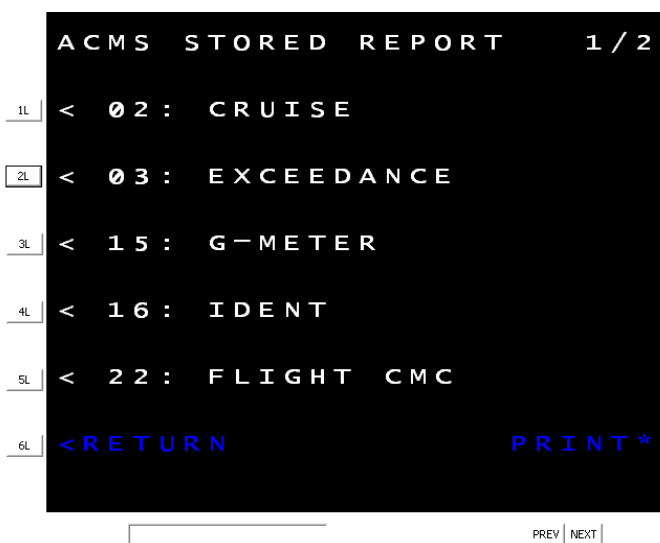 ACMS STORED REPORT 1/2
1L < 02: CRUISE
2L < 03: EXCEEDANCE
3L < 15: G-METER
4L < 16: IDENT
5L < 22: FLIGHT CMC
6L <RETURN PRINT*
PREV NEXT